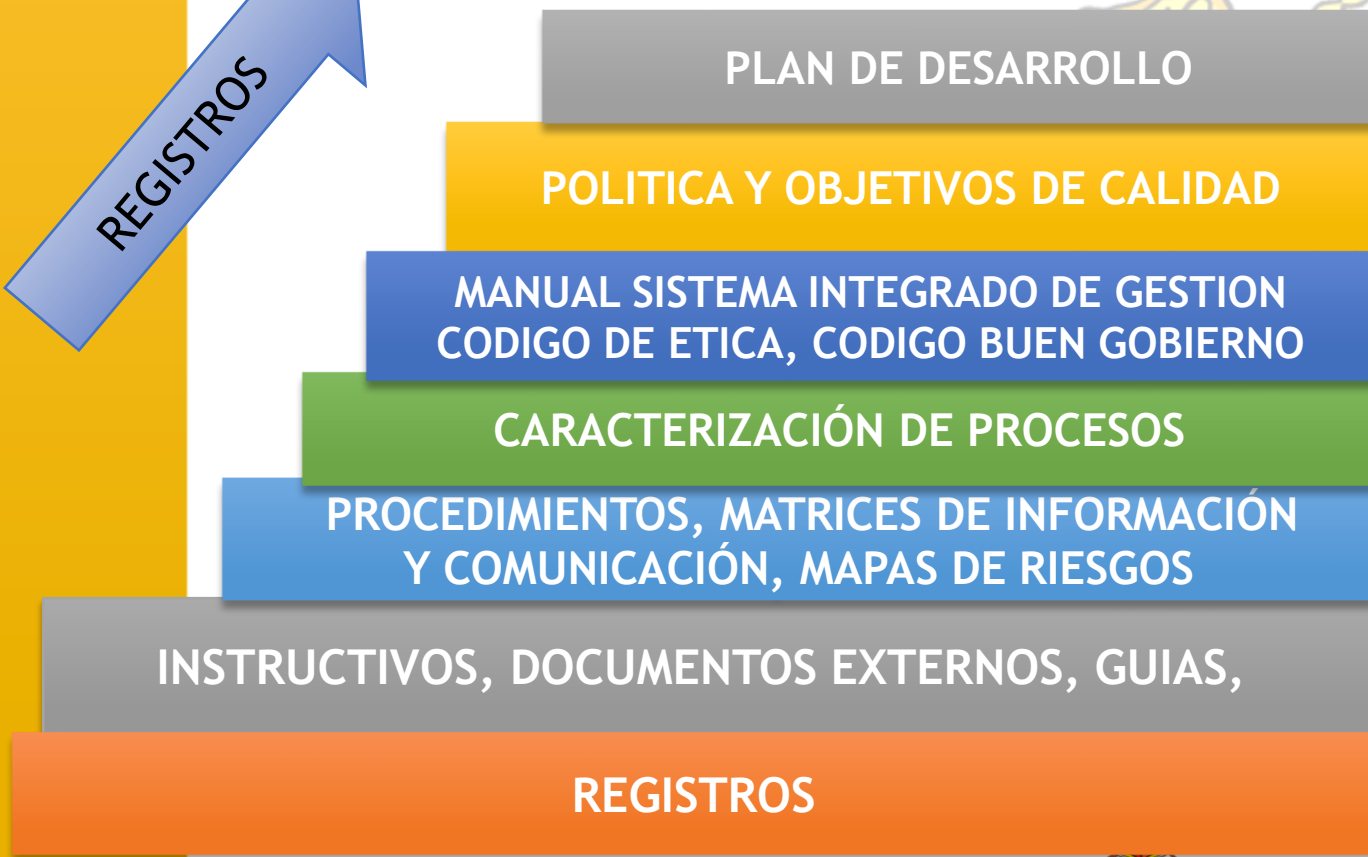 REGISTROS
PLAN DE DESARROLLO
POLITICA Y OBJETIVOS DE CALIDAD
MANUAL SISTEMA INTEGRADO DE GESTION
CODIGO DE ETICA, CODIGO BUEN GOBIERNO
CARACTERIZACIÓN DE PROCESOS
PROCEDIMIENTOS, MATRICES DE INFORMACIÓN
Y COMUNICACIÓN, MAPAS DE RIESGOS
INSTRUCTIVOS, DOCUMENTOS EXTERNOS, GUIAS,
REGISTROS